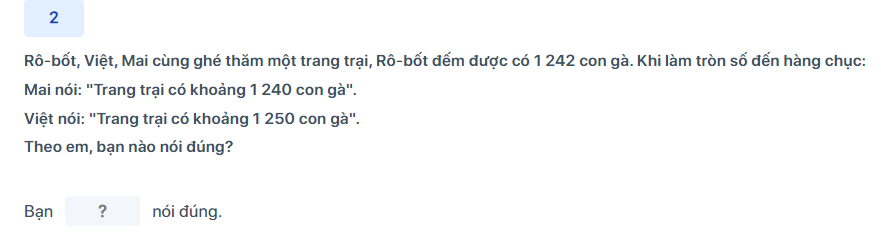 2
Rô-bốt, Việt, Mai cùng ghé thăm một trang trại, Rô-bốt đếm được có 1 242 con gà. Khi làm tròn số đến hàng chục:
Mai nói: "Trang trại có khoảng 1 240 con gà".
Việt nói: "Trang trại có khoảng 1 250 con gà".
Theo em, bạn nào nói đúng?
Bạn ? nói đúng.